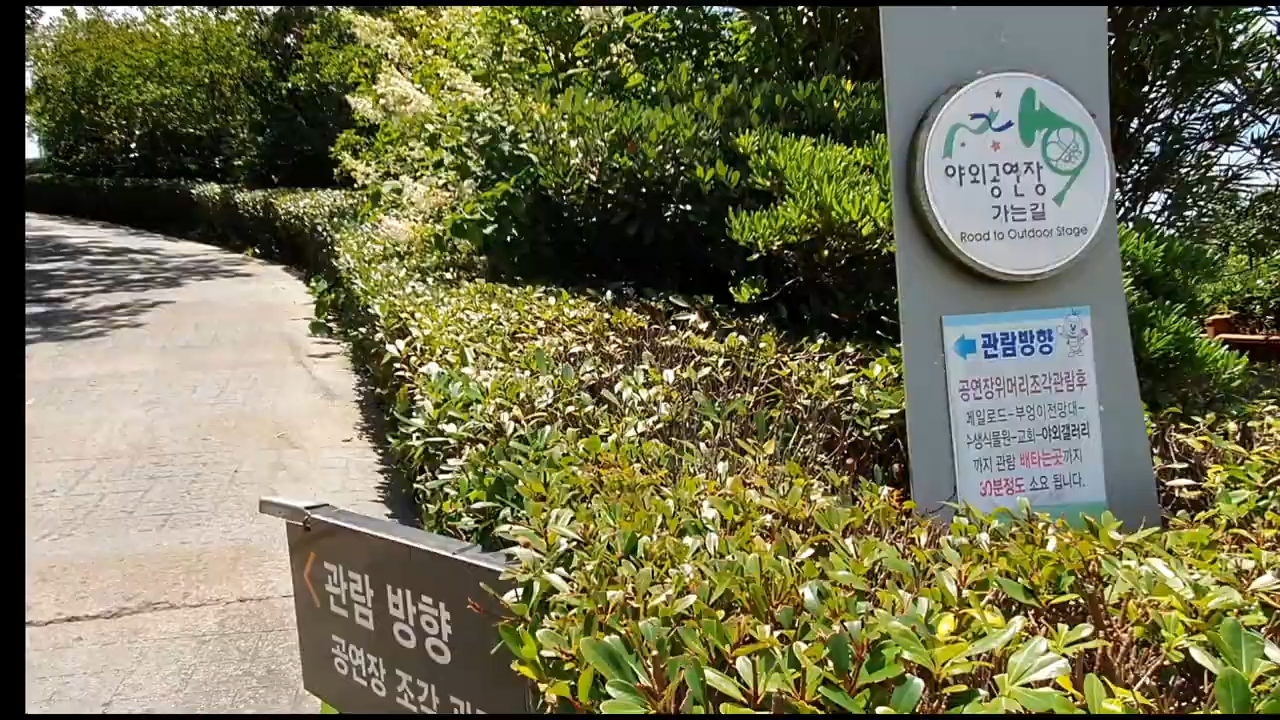 야외공연장
가는길
Road to Outdoor Stage
관람방향
공연장위머리조각관람후
제일로드-부엉이전망대-
수생식물원-교회-야외갤러리
까지 관람 배타는곳까지
30분정도 소요 됩니다.
관람 방향
공연장 조각